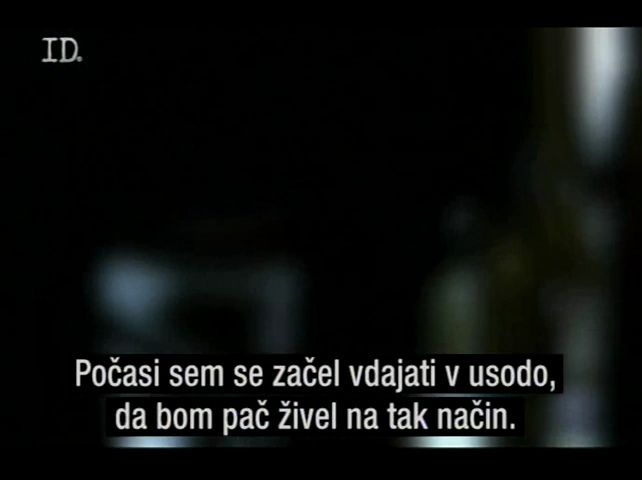 ID.
Počasi sem se začel vdajati v usodo,
da bom pač živel na tak način.